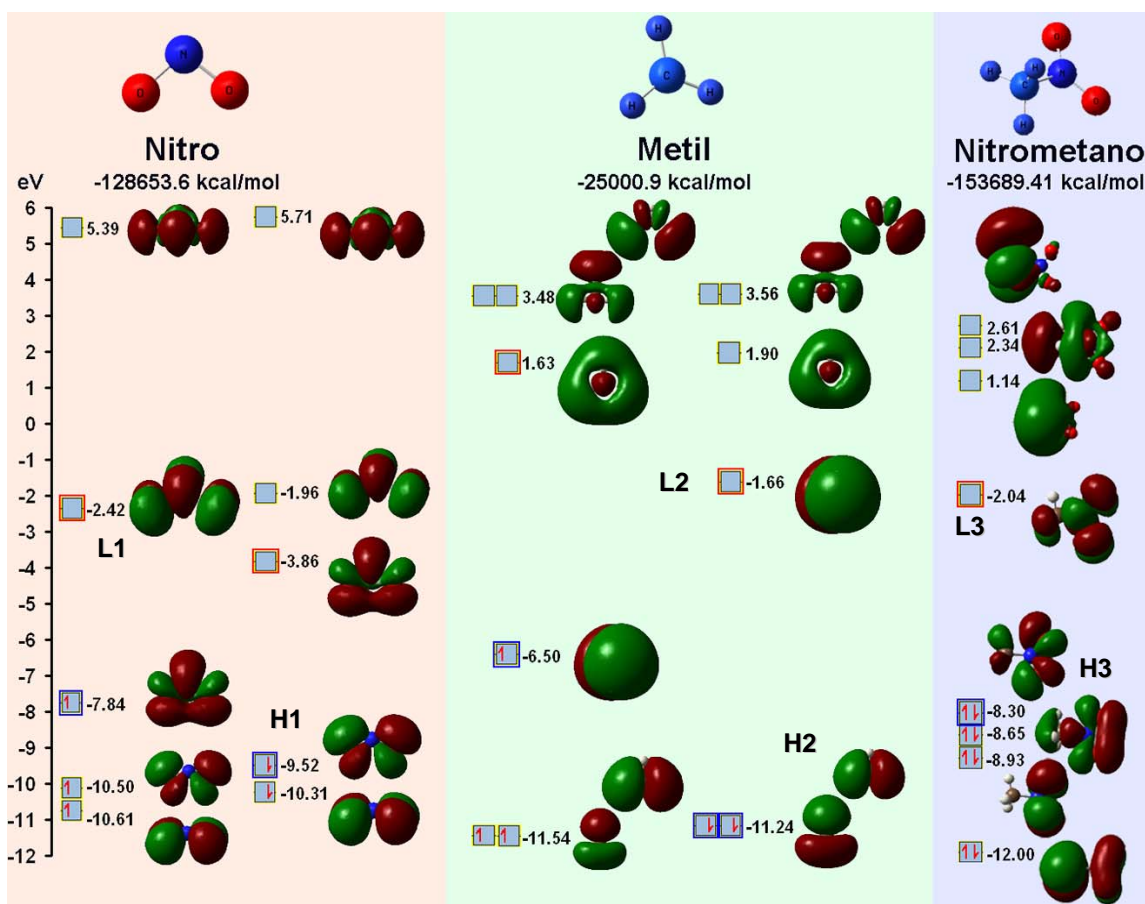 N
O
O
H
C
H
H
O
H
H
N
C
O
H
Nitro
Metil
Nitrometano
eV
-128653.6 kcal/mol
-25000.9 kcal/mol
-153689.41 kcal/mol
6
5
4
3
2
1
0
-1
-2
-3
-4
-5
-6
-7
-8
-9
-10
-11
-12
5.39
5.71
3.48
3.56
2.61
2.34
1.63
1.90
1.14
L2
-1.66
-2.42
-1.96
-2.04
L1
L3
-3.86
-6.50
H3
-7.84
H1
-8.30
-8.65
-8.93
H2
-9.52
-10.50
-10.31
-10.61
-11.54
-11.24
-12.00